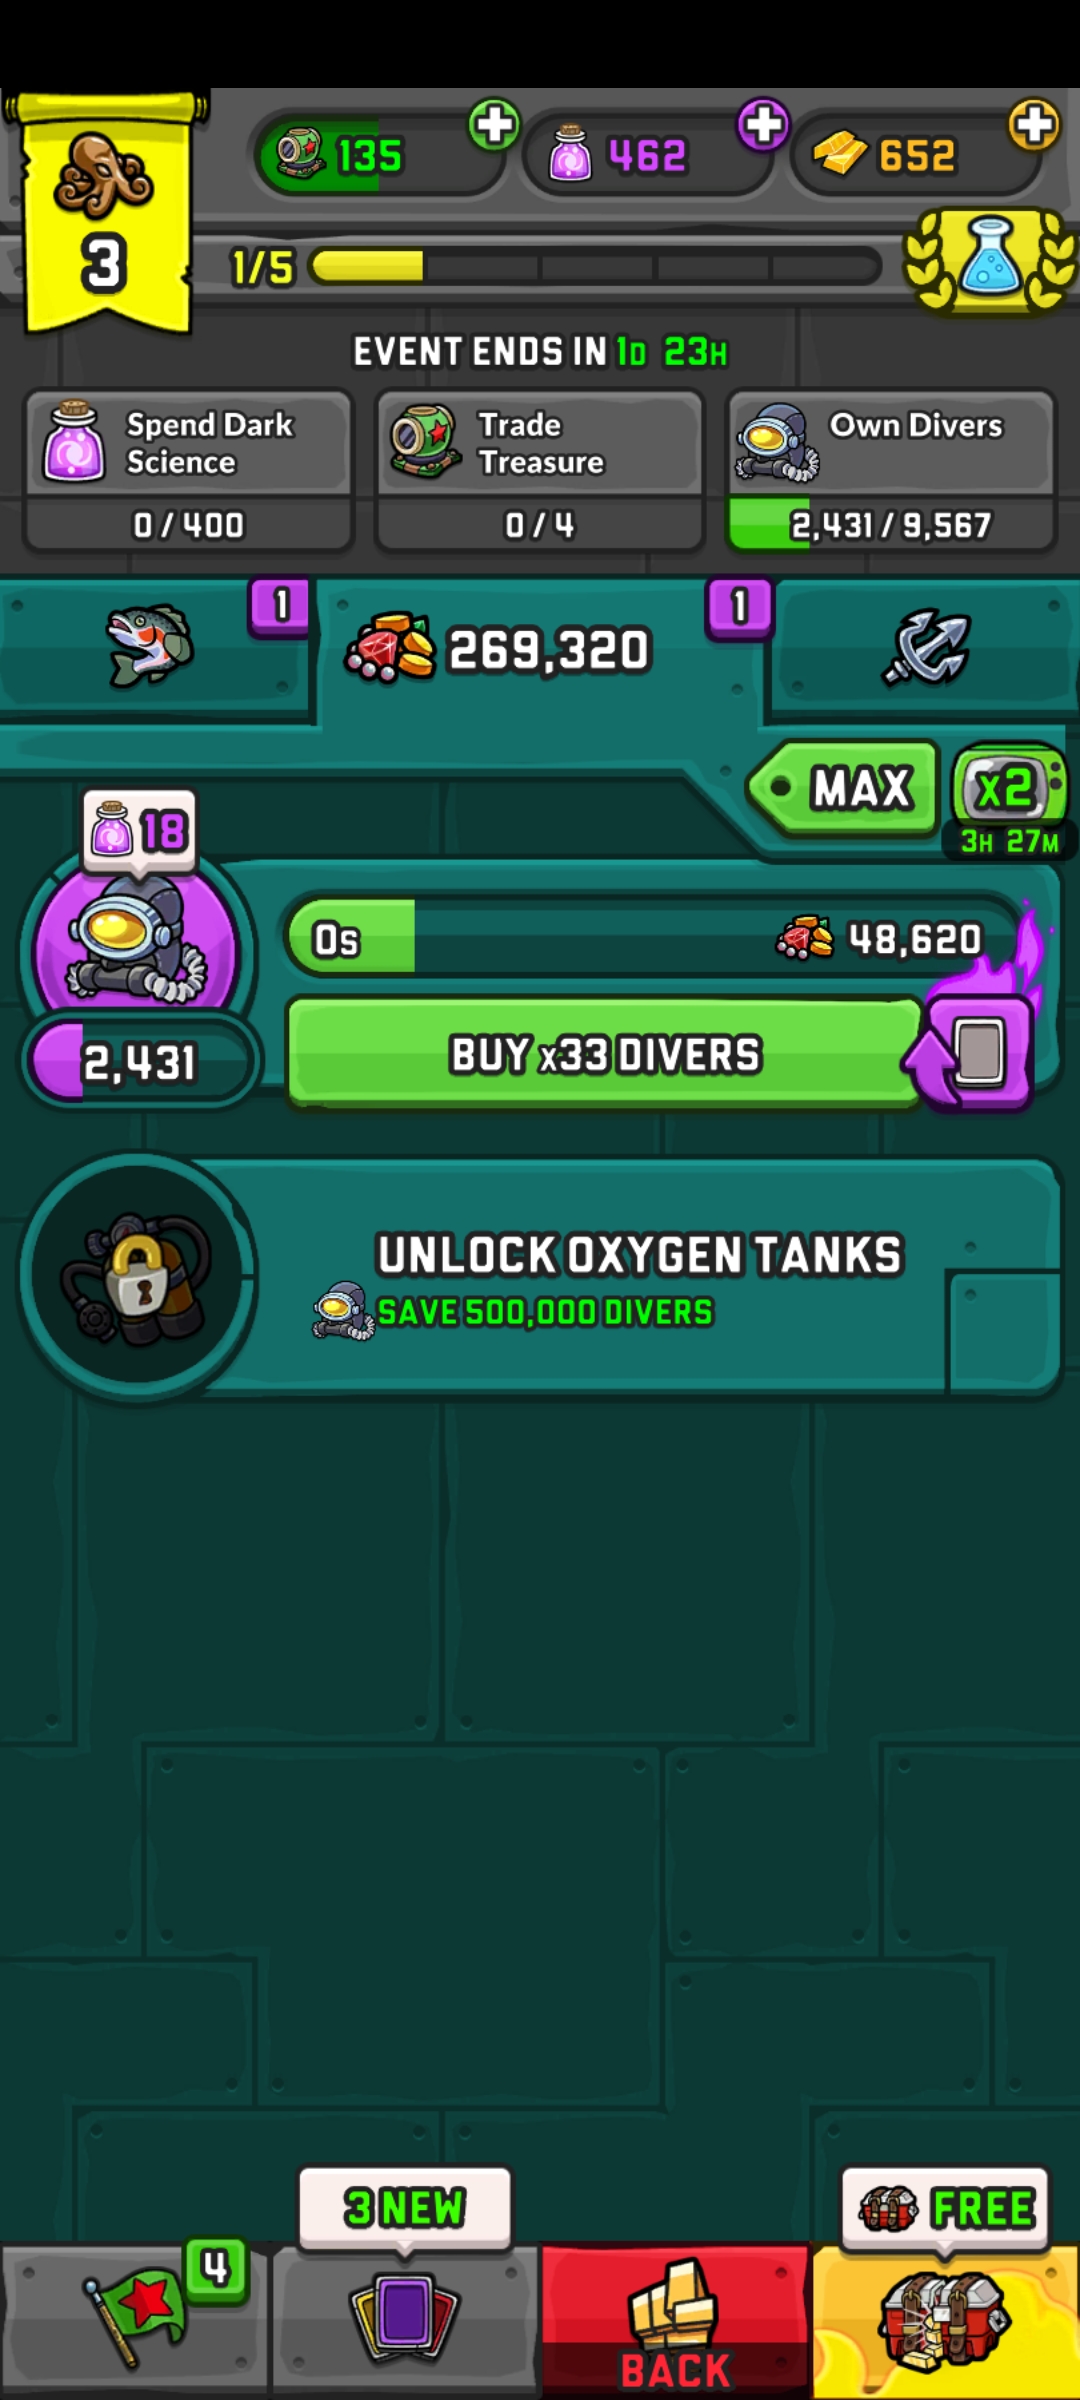 135
462
652
3
1/5
EVENT ENDS IN 1D 23H
Spend Dark
Science
0 / 400
Trade
Treasure
0 / 4
Own Divers
2,431 / 9,567
1
269,320
1
MAX
x2
3H 27M
18
0s
48,620
2,431
BUY x33 DIVERS
UNLOCK OXYGEN TANKS
SAVE 500,000 DIVERS
3 NEW
FREE
4
BACK